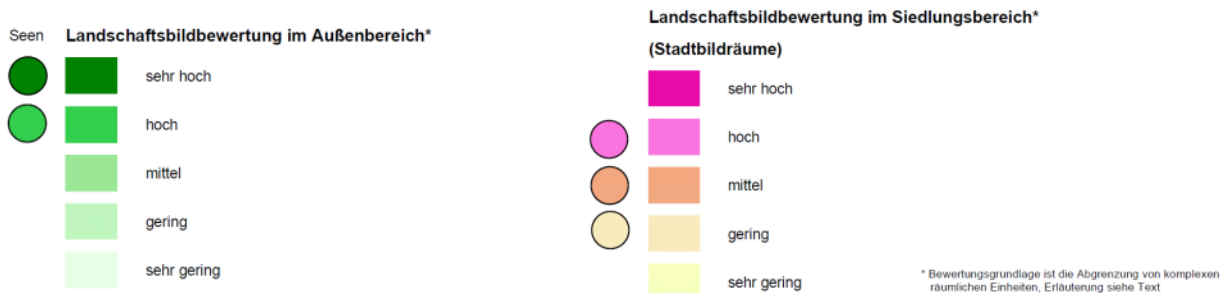 Seen
Landschaftsbildbewertung im Außenbereich*
sehr hoch
hoch
mittel
gering
sehr gering
Landschaftsbildbewertung im Siedlungsbereich*
(Stadtbildräume)
sehr hoch
hoch
mittel
gering
sehr gering
* Bewertungsgrundlage ist die Abgrenzung von komplexen
räumlichen Einheiten, Erläuterung siehe Text